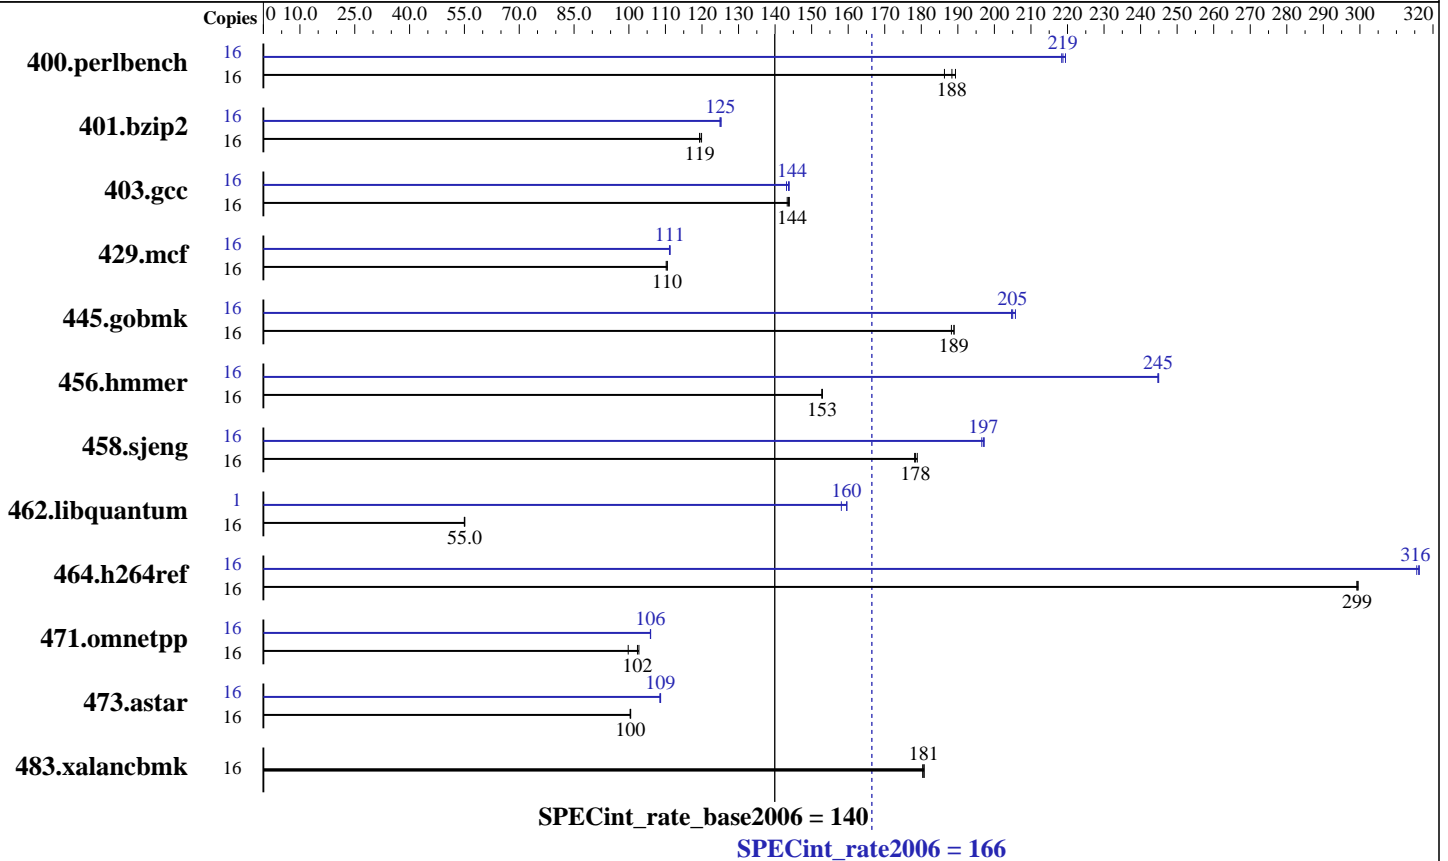 Copies 0 10.0 25.0 40.0 55.0 70.0 85.0 100 110 120 130 140 150 160 170 180 190 200 210 220 230 240 250 260 270 280 290 300 320
400.perlbench 16 219
16 188
401.bzip2 16 125
16 119
403.gcc 16 144
16 144
429.mcf 16 111
16 110
445.gobmk 16 205
16 189
456.hmmer 16 245
16 153
458.sjeng 16 197
16 178
462.libquantum 1 160
16 55.0
464.h264ref 16 316
16 299
471.omnetpp 16 106
16 102
473.astar 16 109
16 100
483.xalancbmk 16 181
SPECint_rate_base2006 = 140
SPECint_rate2006 = 166